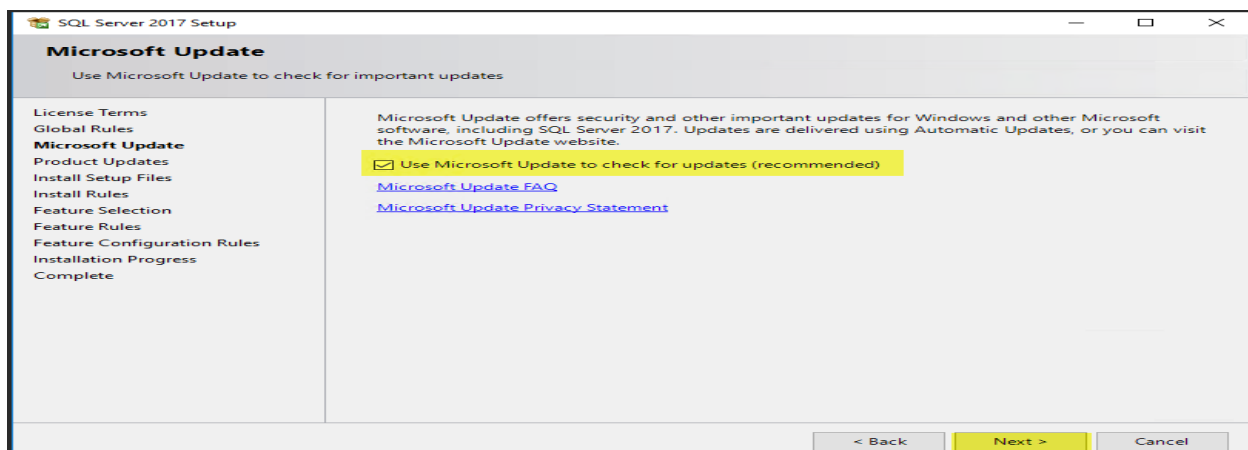 SQL Server 2017 Setup
Microsoft Update
Use Microsoft Update to check for important updates
License Terms
Global Rules
Microsoft Update
Product Updates
Install Setup Files
Install Rules
Feature Selection
Feature Rules
Feature Configuration Rules
Installation Progress
Complete
Microsoft Update offers security and other important updates for Windows and other Microsoft
software, including SQL Server 2017. Updates are delivered using Automatic Updates, or you can visit
the Microsoft Update website.
Use Microsoft Update to check for updates (recommended)
Microsoft Update FAQ
Microsoft Update Privacy Statement
< Back
Next >
Cancel